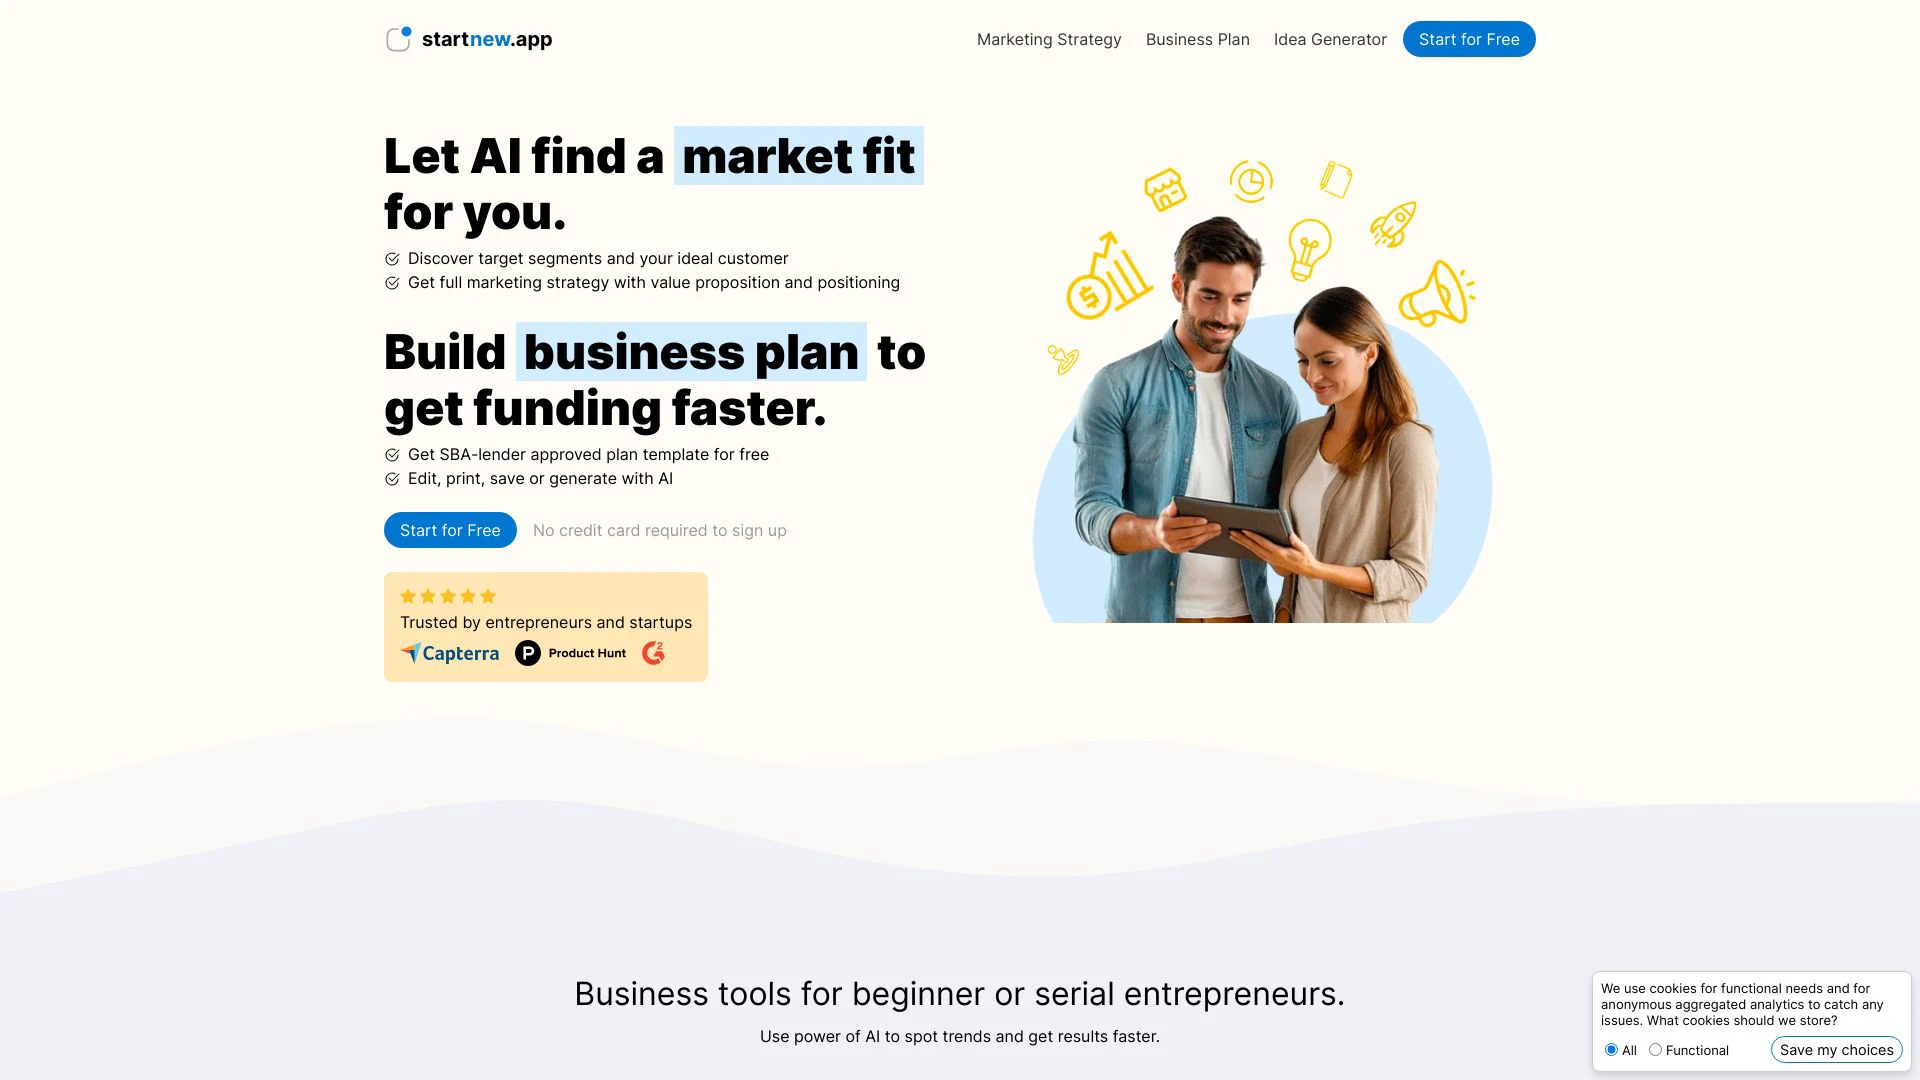 startnew.app
Marketing Strategy
Business Plan
Idea Generator
Start for Free
Let AI find a market fit
for you.
Discover target segments and your ideal customer
Get full marketing strategy with value proposition and positioning
Build business plan to
get funding faster.
Get SBA-lender approved plan template for free
Edit, print, save or generate with AI
Start for Free
No credit card required to sign up
Trusted by entrepreneurs and startups
Capterra
P Product Hunt
G2
Business tools for beginner or serial entrepreneurs.
Use power of AI to spot trends and get results faster.
We use cookies for functional needs and for
anonymous aggregated analytics to catch any
issues. What cookies should we store?
All
Functional
Save my choices